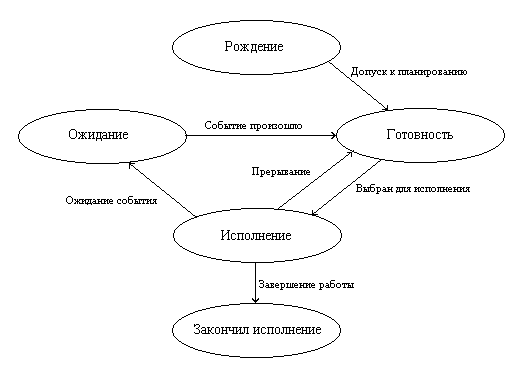 Рождение
Допуск к планированию
Ожидание
Событие произошло
Готовность
Прерывание
Выбран для исполнения
Ожидание события
Исполнение
Завершение работы
Закончил исполнение